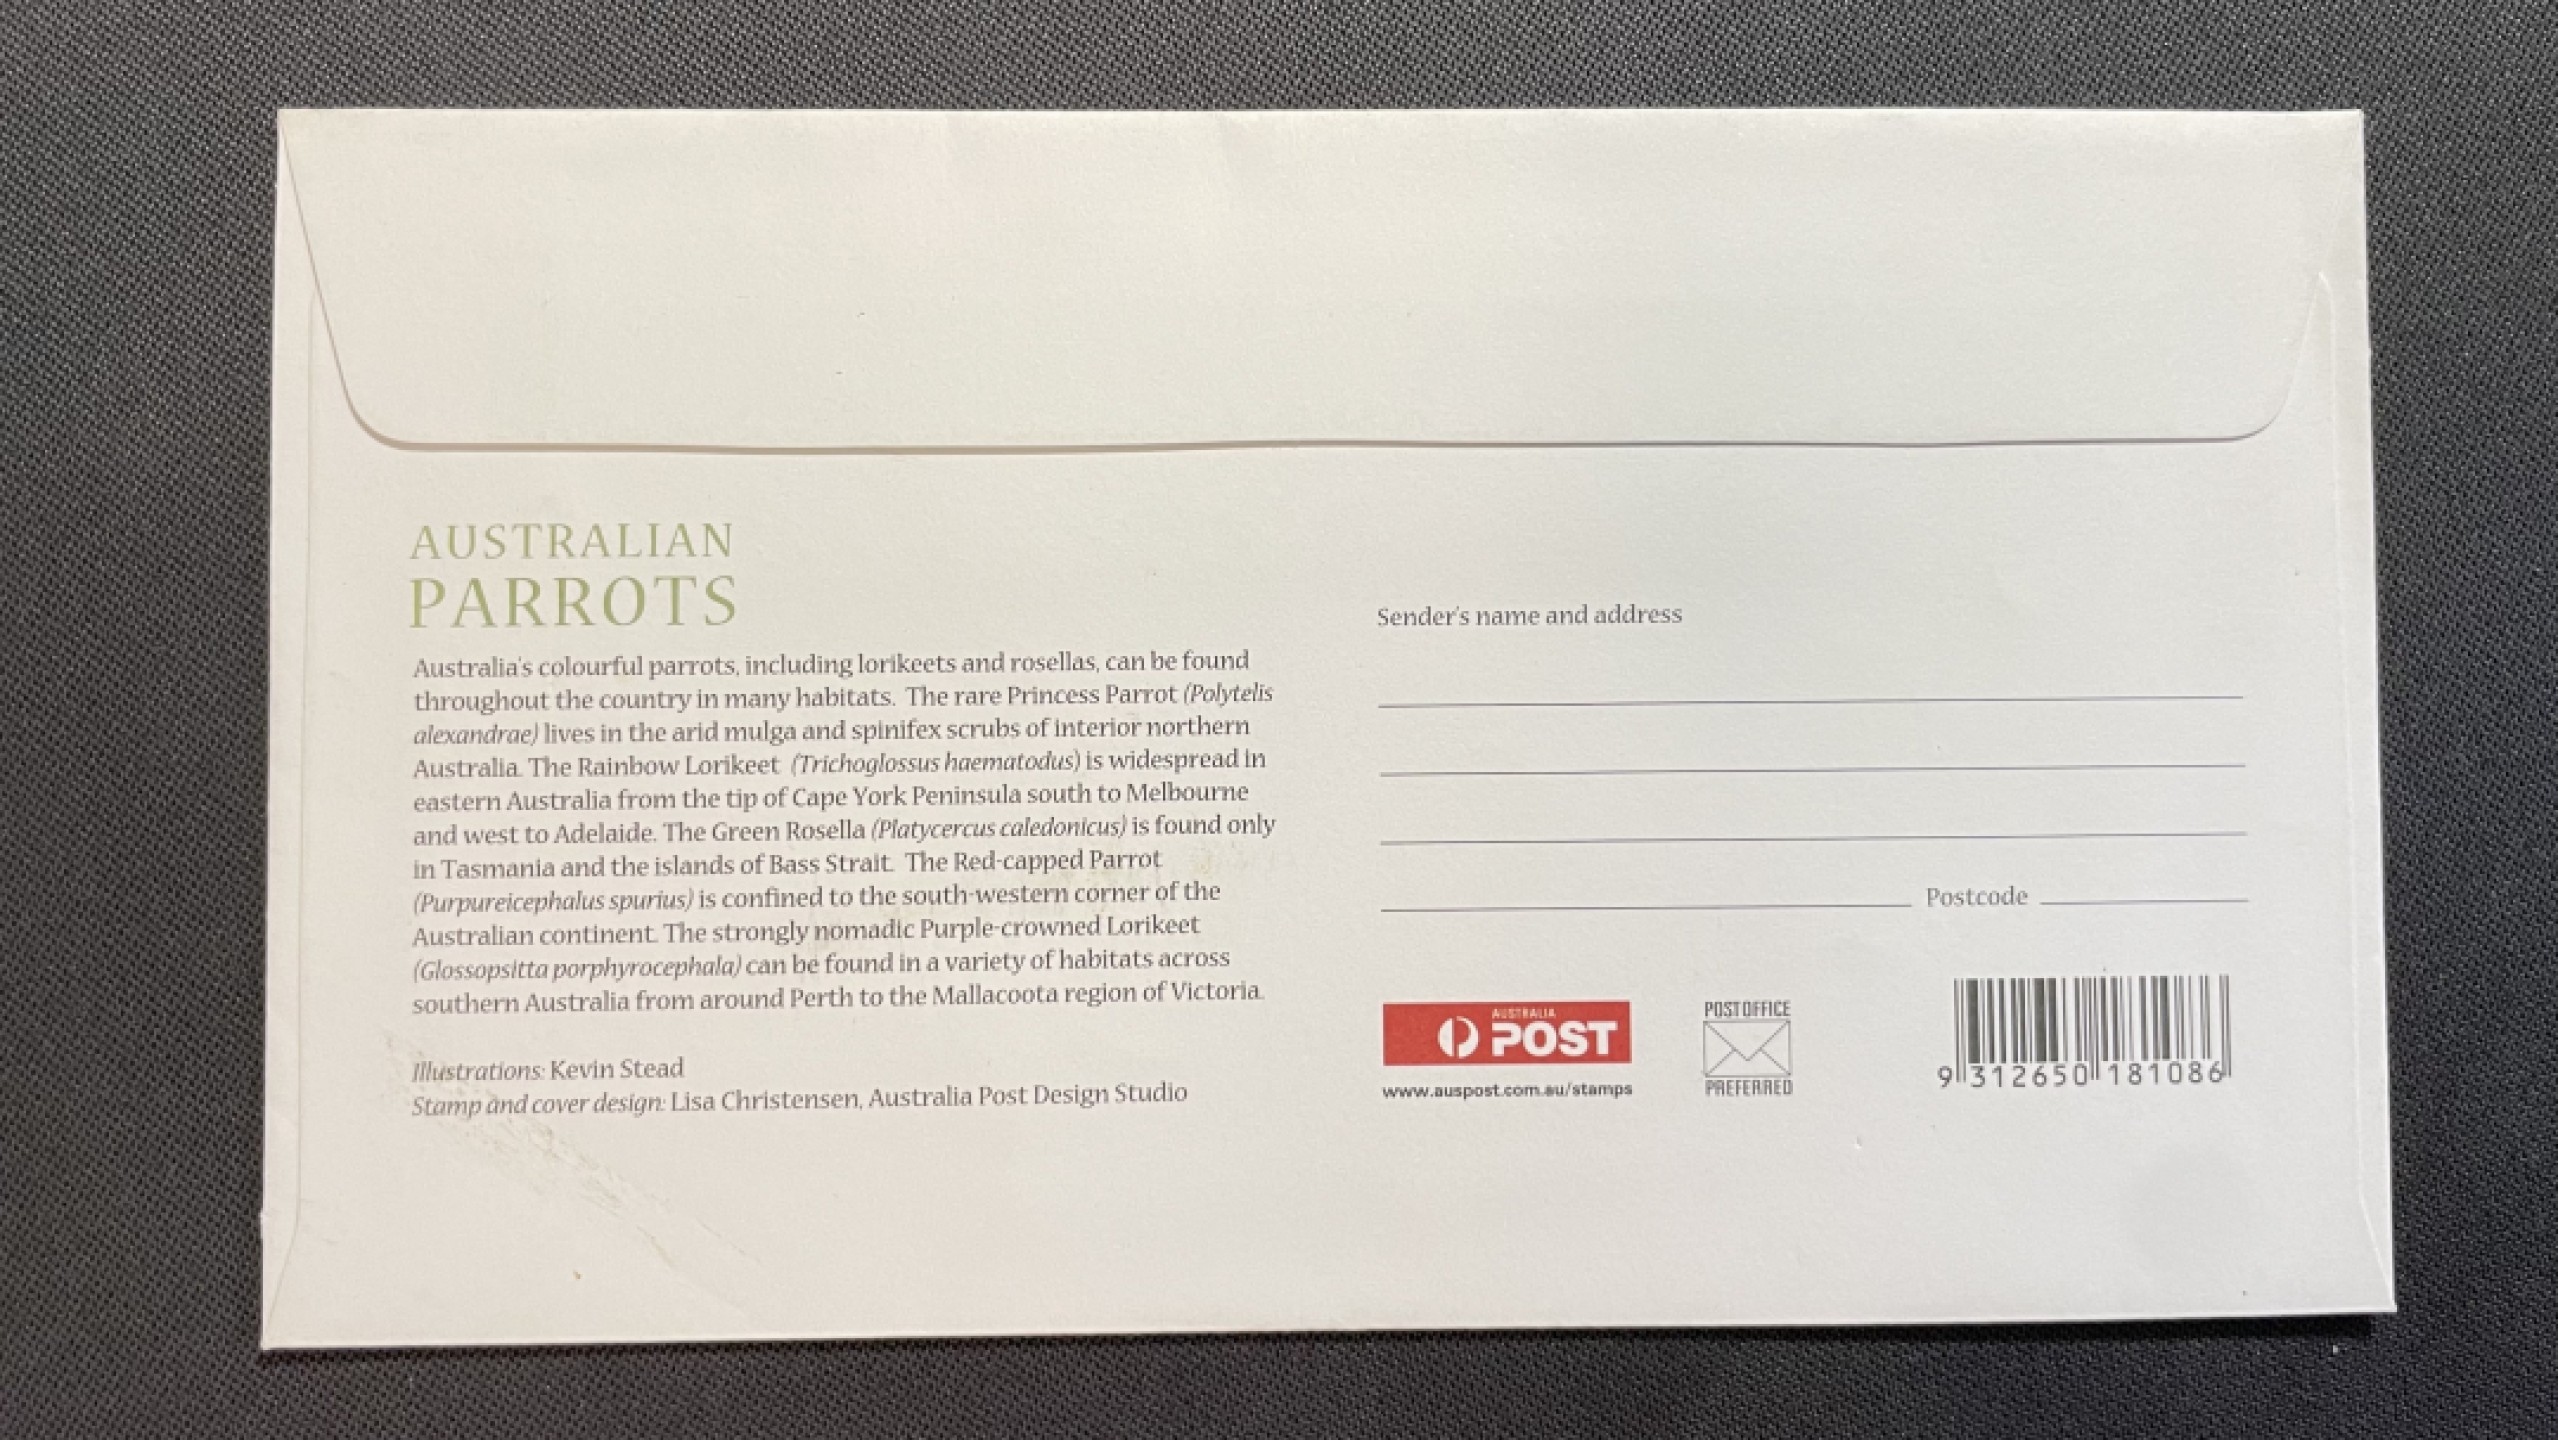 AUSTRALIAN
PARROTS
Australia's colourful parrots, including lorikeets and rosellas, can be found
throughout the country in many habitats. The rare Princess Parrot (Polytelis
alexandrae) lives in the arid mulga and spinifex scrubs of interior northern
Australia. The Rainbow Lorikeet (Trichoglossus haematodus) is widespread in
eastern Australia from the tip of Cape York Peninsula south to Melbourne
and west to Adelaide. The Green Rosella (Platycercus caledonicus) is found only
in Tasmania and the islands of Bass Strait. The Red-capped Parrot
(Purpureicephalus spurius) is confined to the south-western corner of the
Australian continent. The strongly nomadic Purple-crowned Lorikeet
(Glossopsitta porphyrocephala) can be found in a variety of habitats across
southern Australia from around Perth to the Mallacoota region of Victoria.
Illustrations: Kevin Stead
Stamp and cover design: Lisa Christensen, Australia Post Design Studio
Sender's name and address
Postcode
AUSTRALIA
POST
www.auspost.com.au/stamps
POST OFFICE
PREFERRED
9 312650 181086